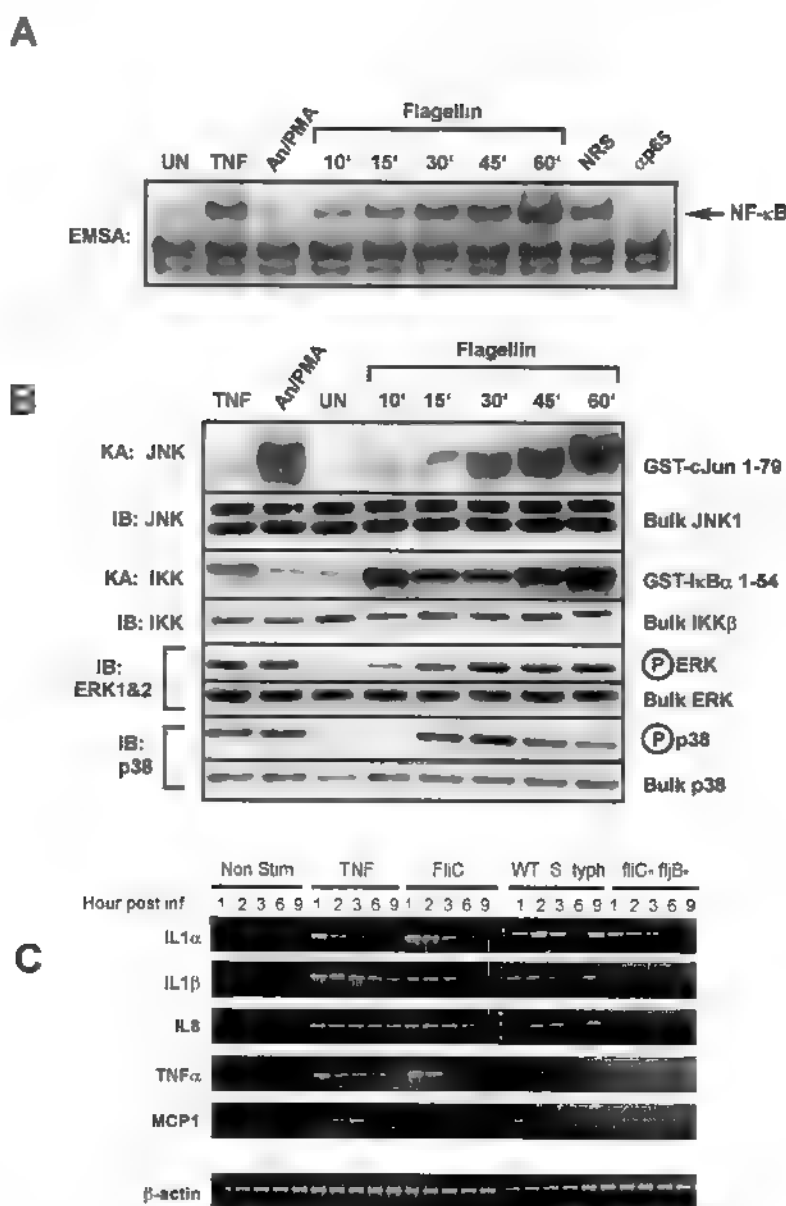 A
Flagellin
UN TNF An/PMA 10' 15' 30' 45' 60' NRS αp65
EMSA:
NF-κB
B
Flagellin
TNF An/PMA UN 10' 15' 30' 45' 60'
KA: JNK GST-cJun 1-79
IB: JNK Bulk JNK1
KA: IKK GST-IκBα 1-54
IB: IKK Bulk IKKβ
IB: ERK1&2
P ERK
Bulk ERK
IB: p38
P p38
Bulk p38
C
Non Stim TNF FliC WT S typh fliC- fljB-
Hour post inf 1 2 3 6 9 1 2 3 6 9 1 2 3 6 9 1 2 3 6 9 1 2 3 6 9
IL1α
IL1β
IL8
TNFα
MCP1
β-actin